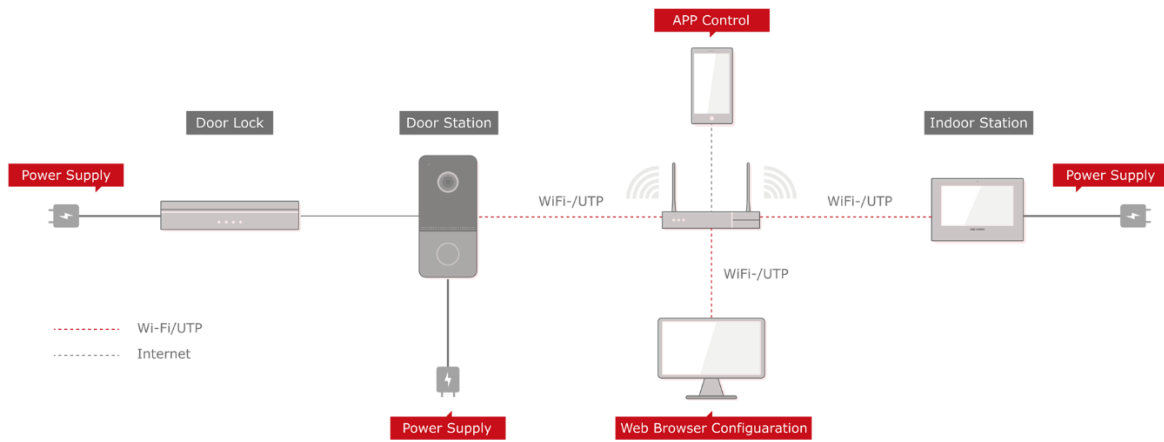 APP Control
Door Lock
Door Station
Indoor Station
Power Supply
Power Supply
WiFi-/UTP
WiFi-/UTP
WiFi-/UTP
Wi-Fi/UTP
Internet
Power Supply
Web Browser Configuaration